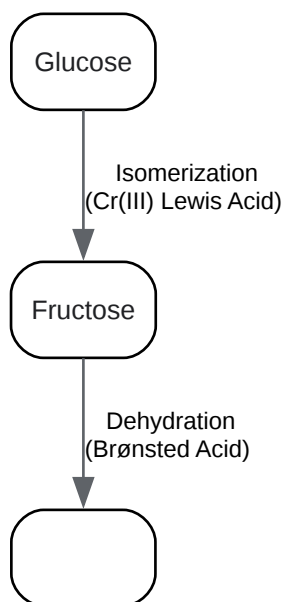 Glucose
Isomerization
(Cr(III) Lewis Acid)
Fructose
Dehydration
(Brønsted Acid)